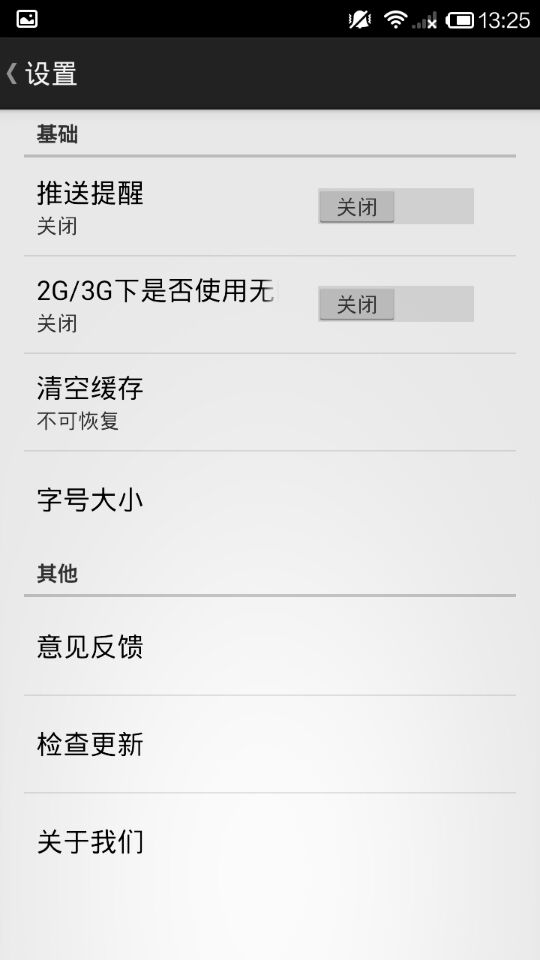 13:25
设置
基础
推送提醒
关闭
关闭
2G/3G下是否使用无
关闭
关闭
清空缓存
不可恢复
字号大小
其他
意见反馈
检查更新
关于我们